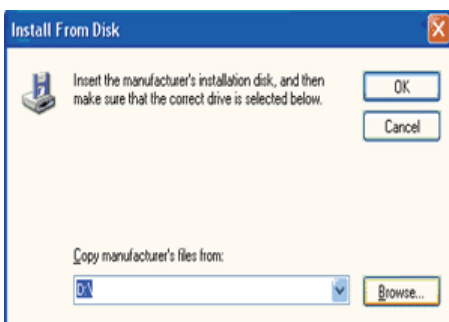 Install From Disk
Insert the manufacturer's installation disk, and then
make sure that the correct drive is selected below.
OK
Cancel
Copy manufacturer's files from:
D:\
Browse...